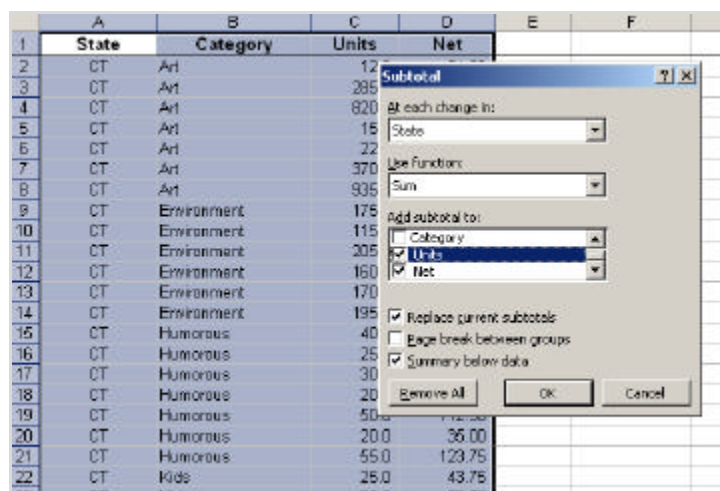 A B C D E F
1 State Category Units Net
2 CT Art
3 CT Art
4 CT Art
5 CT Art 15
6 CT Art 22
7 CT Art 370
8 CT Art 935
9 CT Environment 175
10 CT Environment 115
11 CT Environment 205
12 CT Environment 160
13 CT Environment 170
14 CT Environment 195
15 CT Humorous 40
16 CT Humorous 25
17 CT Humorous 30
18 CT Humorous 20
19 CT Humorous
20 CT Humorous 20.0 35.00
21 CT Humorous 55.0 123.75
22 CT Kids 25.0 43.75
Subtotal
At each change in:
State
Use function:
Sum
Add subtotal to:
Category
Units
Net
Replace current subtotals
Page break between groups
Summary below data
Remove All OK Cancel